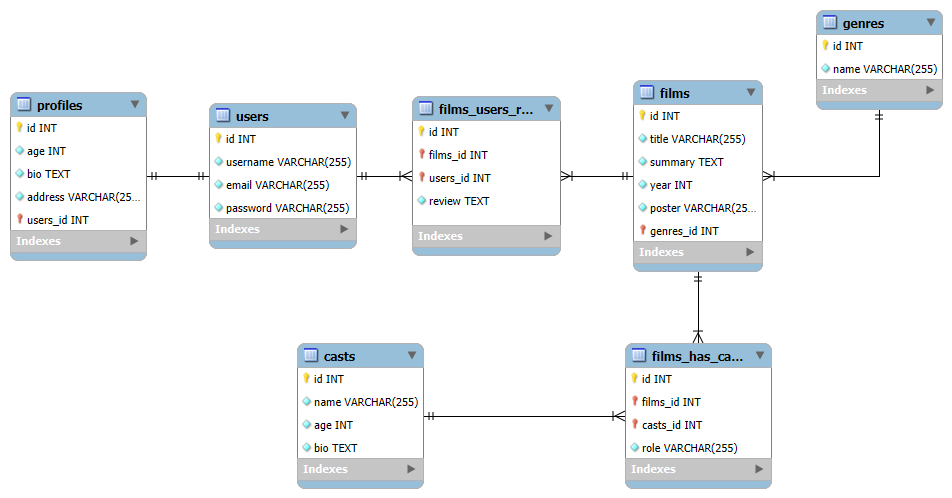 genres
id INT
name VARCHAR(255)
Indexes
profiles
id INT
age INT
bio TEXT
address VARCHAR(25...
users_id INT
Indexes
users
id INT
username VARCHAR(255)
email VARCHAR(255)
password VARCHAR(255)
Indexes
films_users_r...
id INT
films_id INT
users_id INT
review TEXT
Indexes
films
id INT
title VARCHAR(255)
summary TEXT
year INT
poster VARCHAR(25...
genres_id INT
Indexes
casts
id INT
name VARCHAR(255)
age INT
bio TEXT
Indexes
films_has_ca...
id INT
films_id INT
casts_id INT
role VARCHAR(255)
Indexes